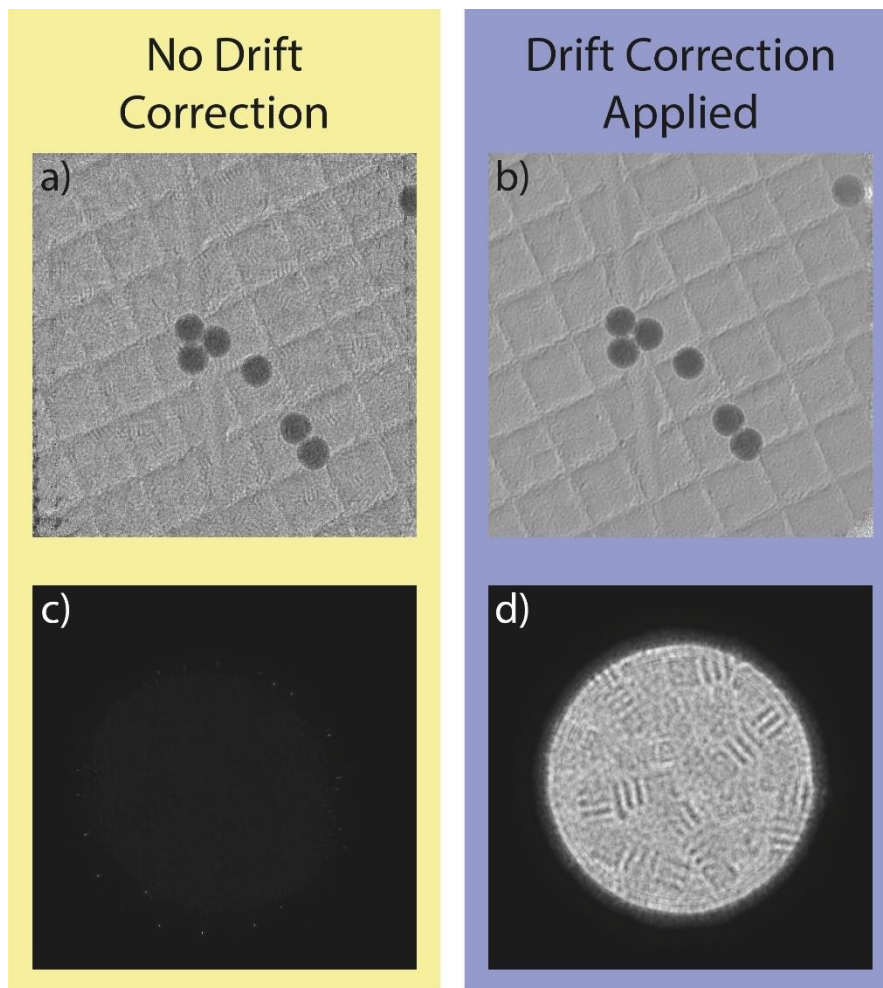 No Drift
Correction
Drift Correction
Applied
a)
b)
c)
d)